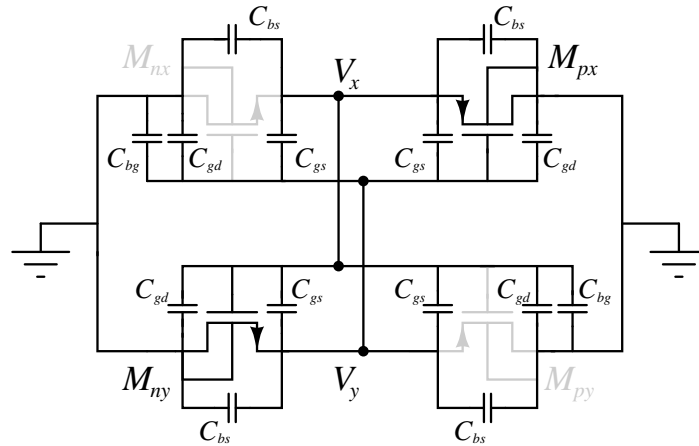 C_bs C_bs
M_nx V_x M_px
C_bg C_gd C_gs C_gs C_gd
C_gd C_gs C_gs C_gd C_bg
M_ny V_y M_py
C_bs C_bs